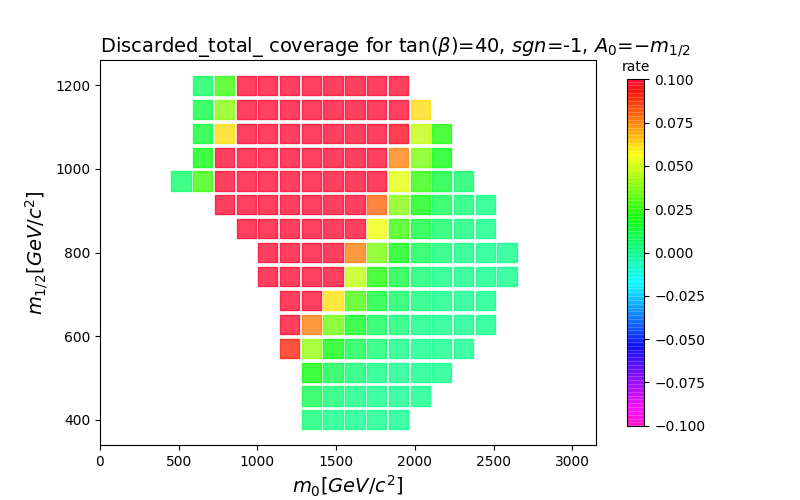 Discarded_total_ coverage for tan(β)=40, sgn=-1, A₀=−m₁/₂
rate
0.100
0.075
0.050
0.025
0.000
−0.025
−0.050
−0.075
−0.100
1200
1000
800
600
400
m₁/₂[GeV/c²]
0 500 1000 1500 2000 2500 3000
m₀[GeV/c²]